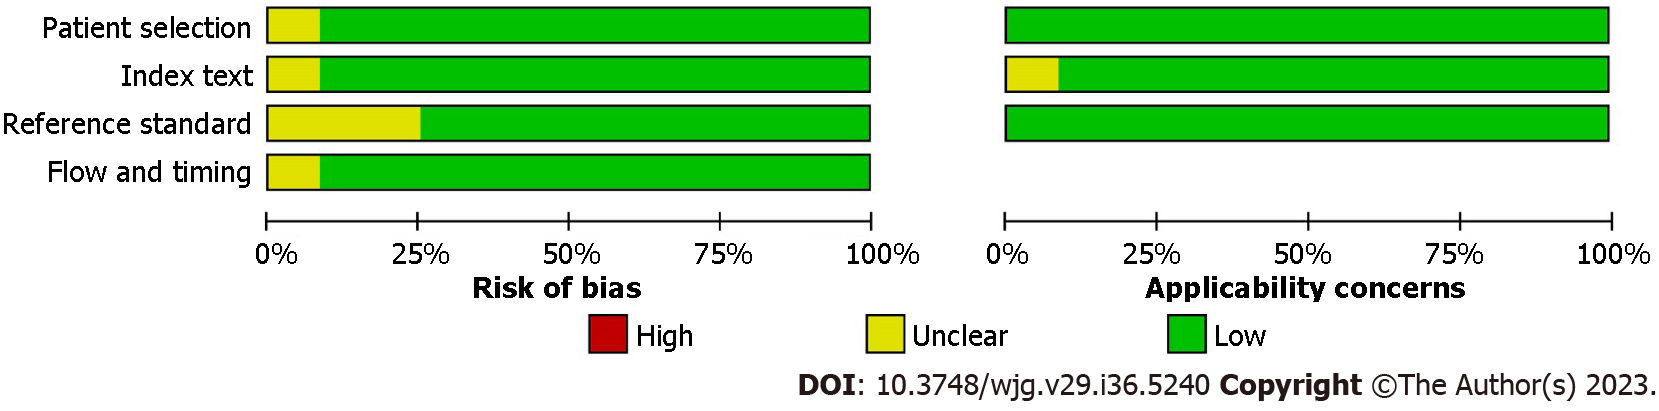 Patient selection
Index text
Reference standard
Flow and timing
0% 25% 50% 75% 100% 0% 25% 50% 75% 100%
Risk of bias Applicability concerns
High Unclear Low
DOI: 10.3748/wjg.v29.i36.5240 Copyright ©The Author(s) 2023.